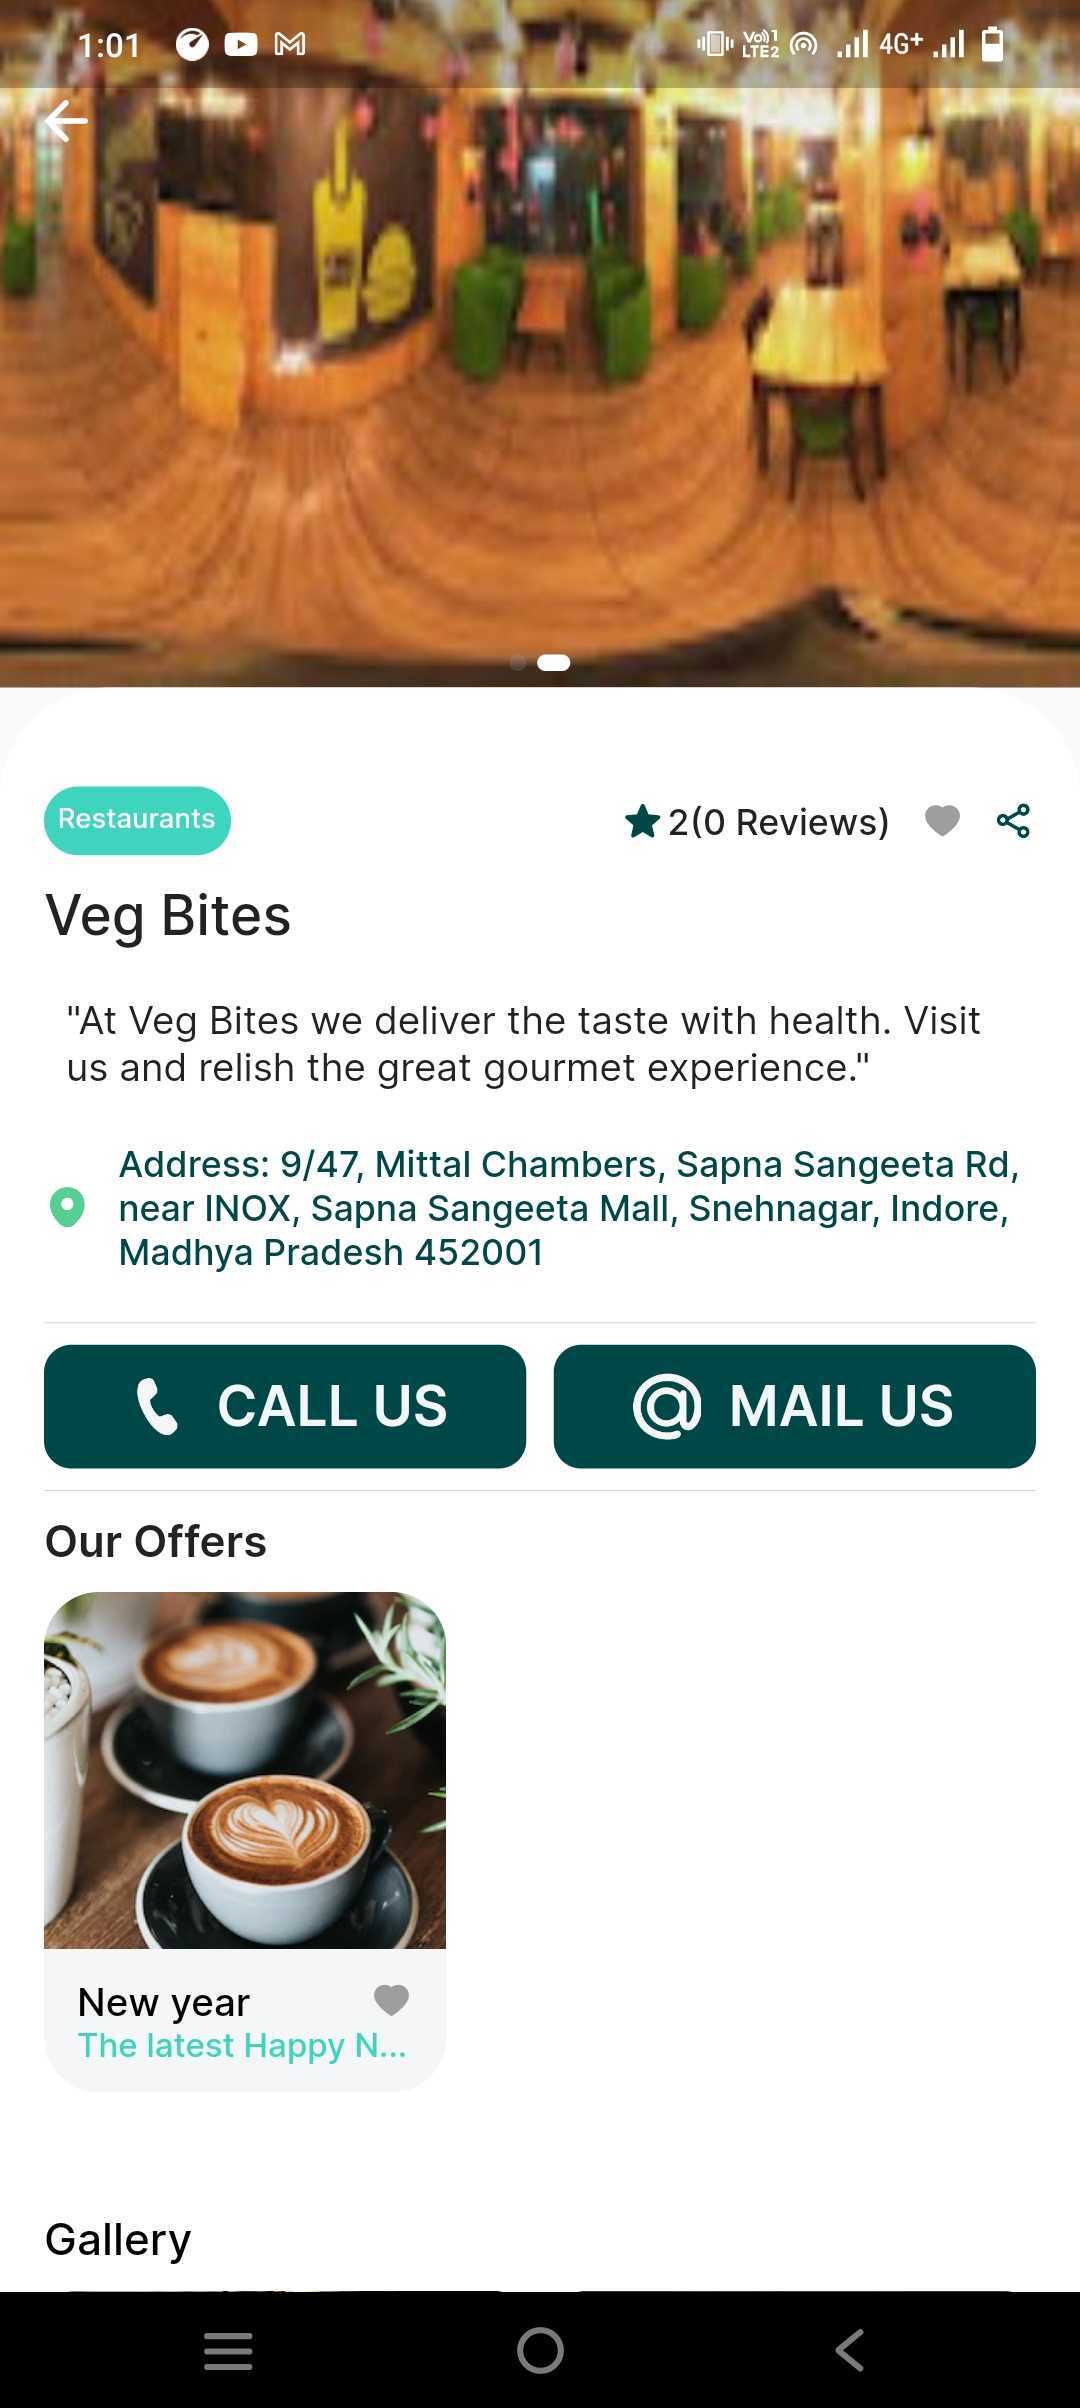 1:01
Vo))1
LTE2
4G+
Restaurants
2(0 Reviews)
Veg Bites
"At Veg Bites we deliver the taste with health. Visit
us and relish the great gourmet experience."
Address: 9/47, Mittal Chambers, Sapna Sangeeta Rd,
near INOX, Sapna Sangeeta Mall, Snehnagar, Indore,
Madhya Pradesh 452001
CALL US
@ MAIL US
Our Offers
New year
The latest Happy N...
Gallery